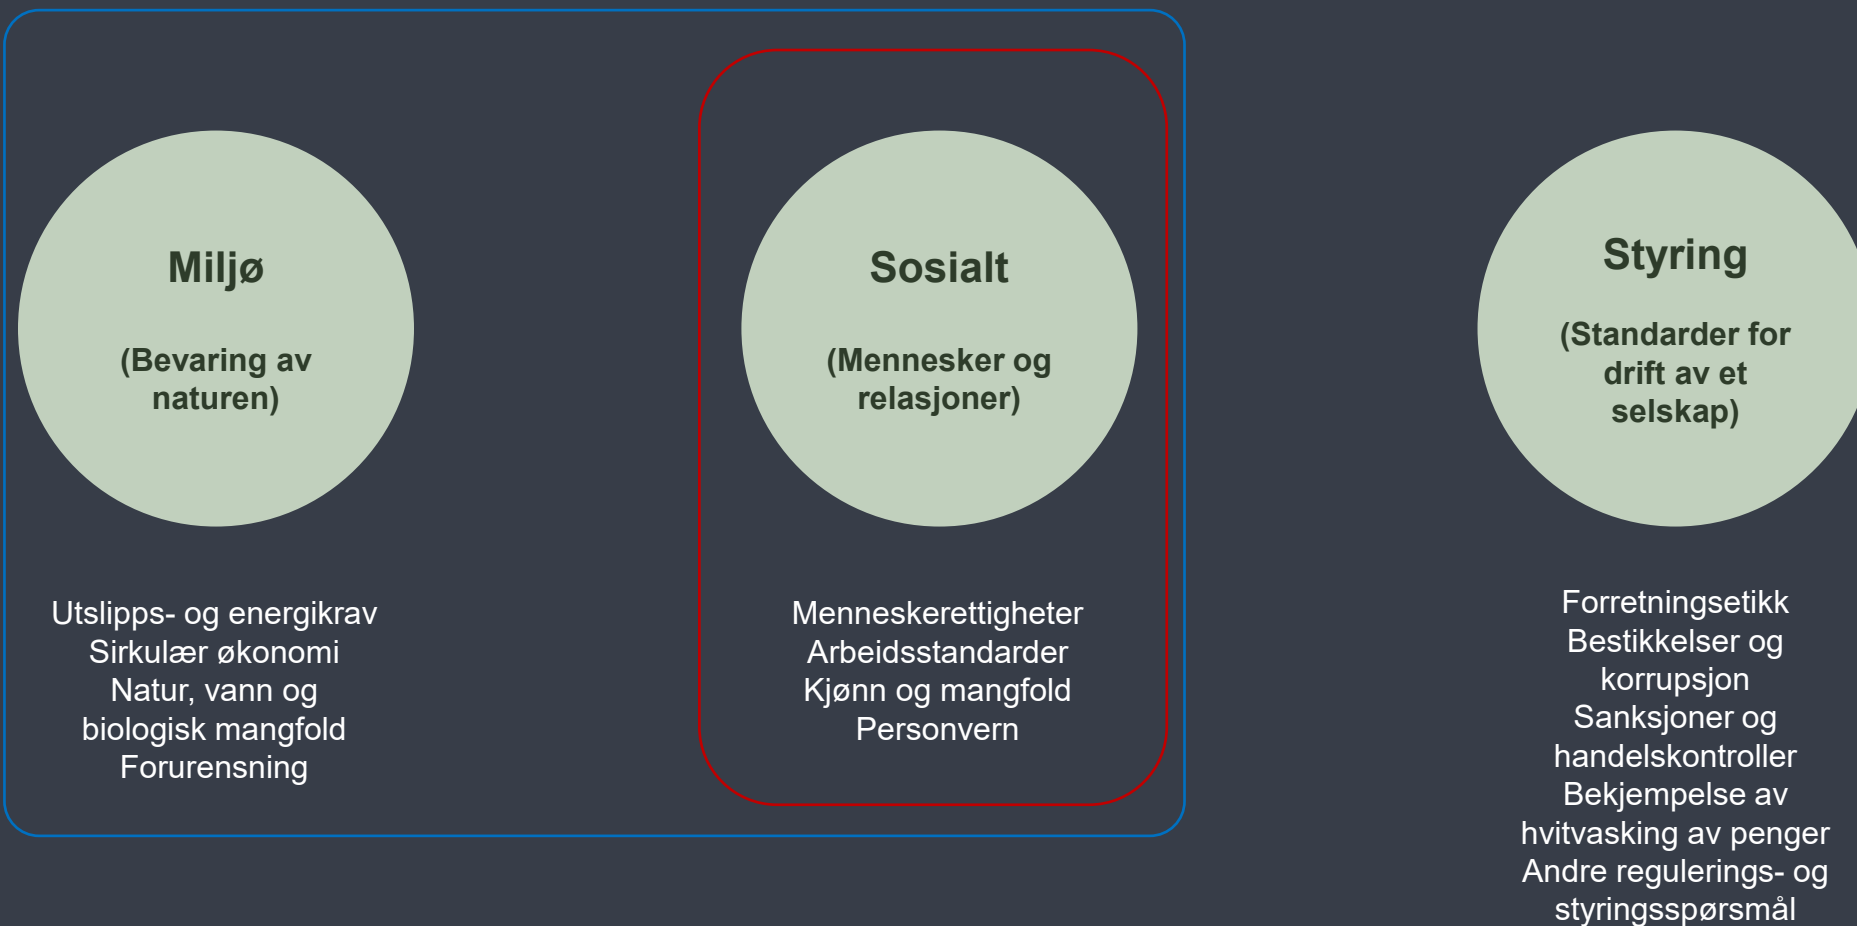 Miljø
(Bevaring av
naturen)
Utslipps- og energikrav
Sirkulær økonomi
Natur, vann og
biologisk mangfold
Forurensning
Sosialt
(Mennesker og
relasjoner)
Menneskerettigheter
Arbeidsstandarder
Kjønn og mangfold
Personvern
Styring
(Standarder for
drift av et
selskap)
Forretningsetikk
Bestikkelser og
korrupsjon
Sanksjoner og
handelskontroller
Bekjempelse av
hvitvasking av penger
Andre regulerings- og
styringsspørsmål